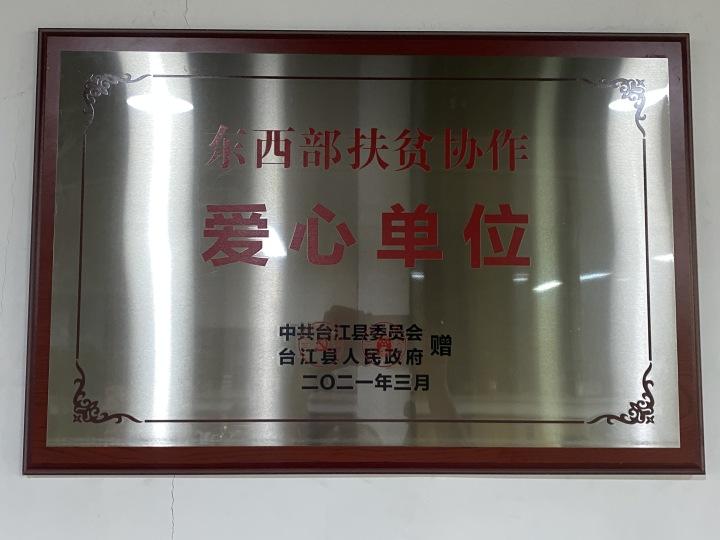 东西部扶贫协作
爱心单位
中共台江县委员会
台江县人民政府 赠
二〇二一年三月